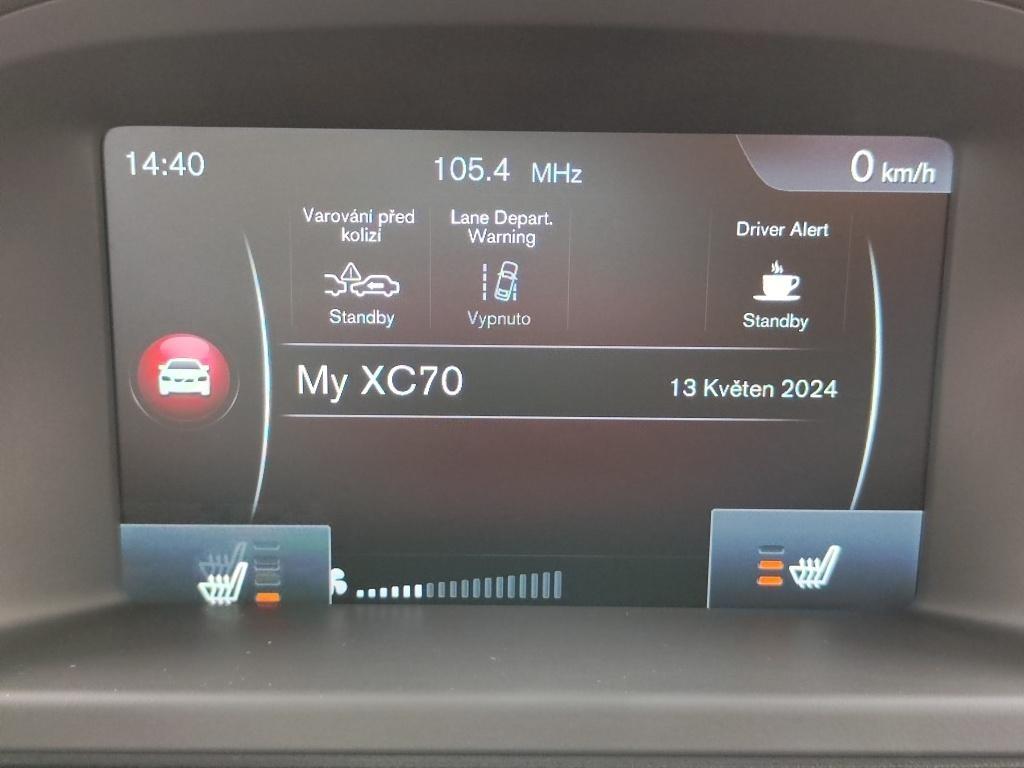 14:40
105.4 MHz
0 km/h
Varování před
kolizí
Standby
Lane Depart.
Warning
Vypnuto
Driver Alert
Standby
My XC70
13 Květen 2024